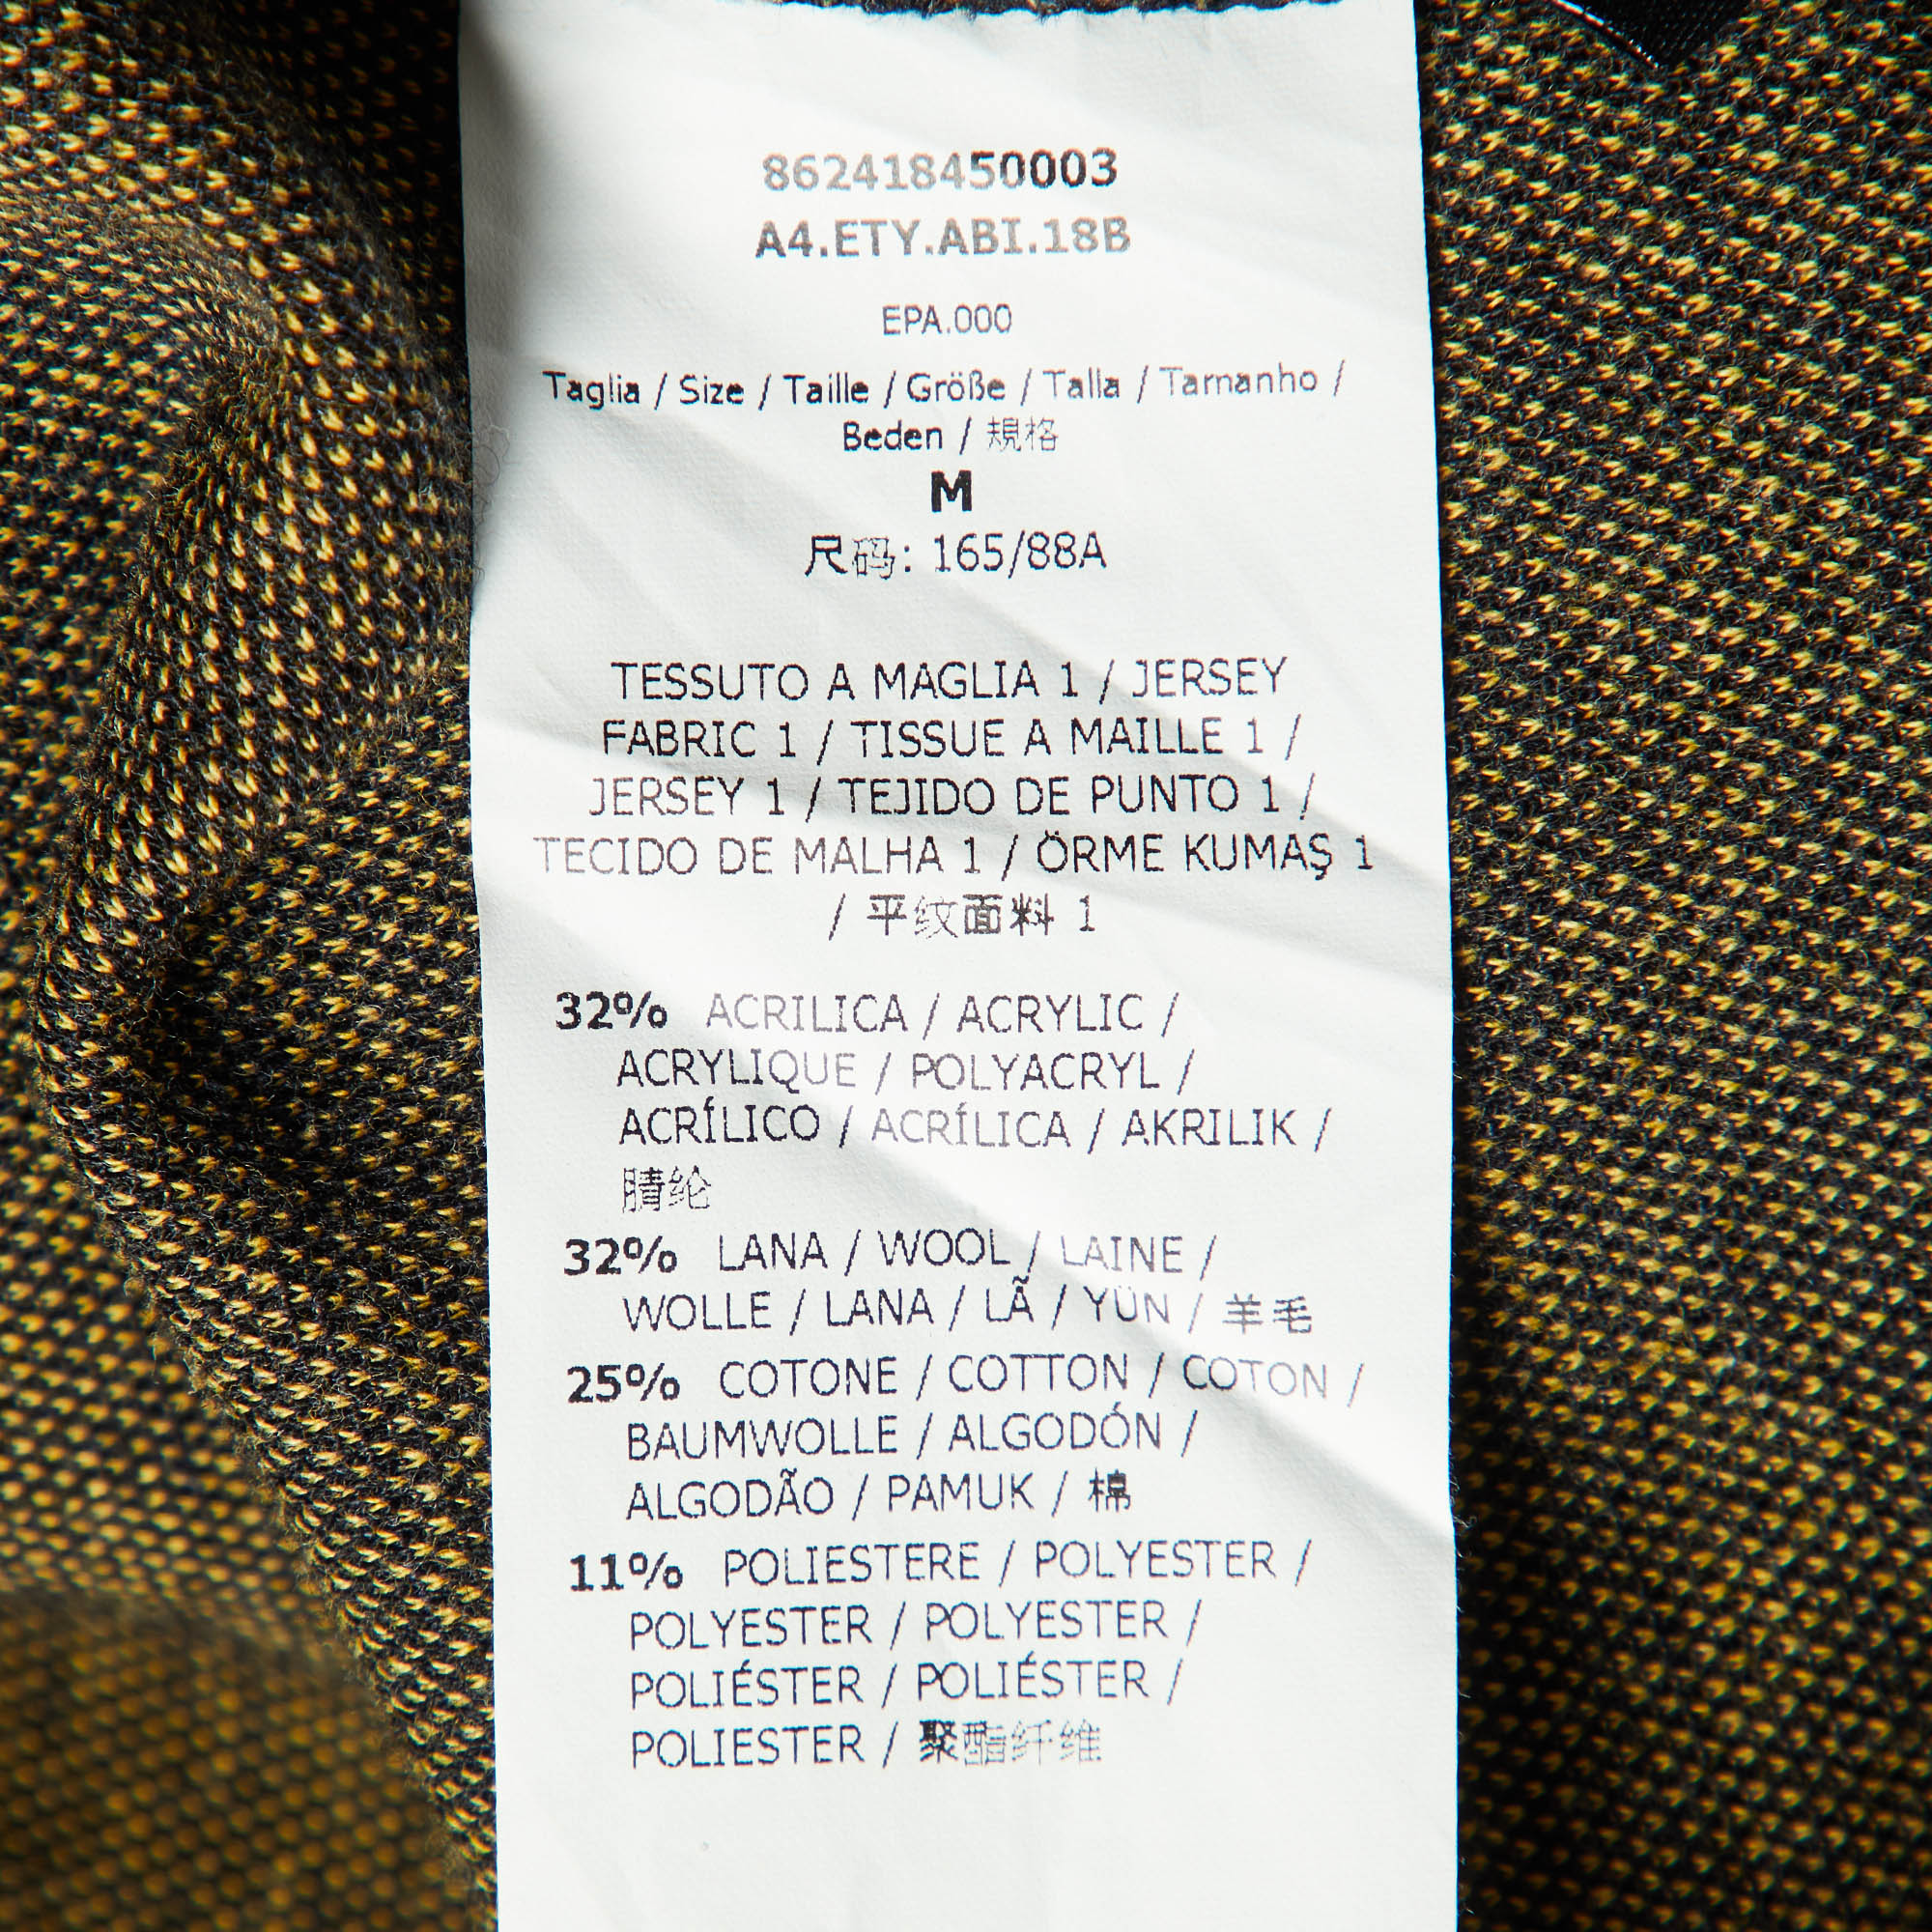 862418450003
A4.ETY.ABI.18B
EPA.000
Taglia / Size / Taille / Größe / Talla / Tamanho /
Beden / 規格
M
尺码: 165/88A
TESSUTO A MAGLIA 1 / JERSEY
FABRIC 1 / TISSUE A MAILLE 1 /
JERSEY 1 / TEJIDO DE PUNTO 1 /
TECIDO DE MALHA 1 / ÖRME KUMAŞ 1
/ 平纹面料 1
32% ACRILICA / ACRYLIC /
ACRYLIQUE / POLYACRYL /
ACRÍLICO / ACRÍLICA / AKRILIK /
腈纶
32% LANA / WOOL / LAINE /
WOLLE / LANA / LÃ / YÜN / 羊毛
25% COTONE / COTTON / COTON /
BAUMWOLLE / ALGODÓN /
ALGODÃO / PAMUK / 棉
11% POLIESTERE / POLYESTER /
POLYESTER / POLYESTER /
POLIÉSTER / POLIÉSTER /
POLIESTER / 聚酯纤维